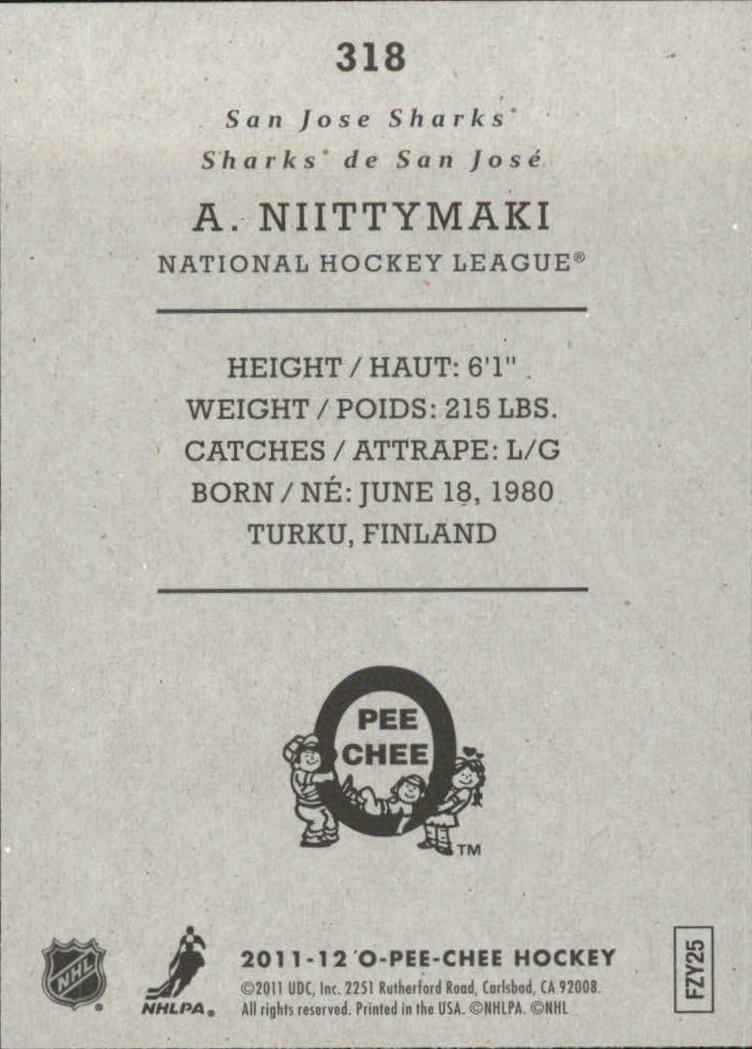 318
San Jose Sharks
Sharks de San José
A. NIITTYMAKI
NATIONAL HOCKEY LEAGUE®
HEIGHT / HAUT: 6'1"
WEIGHT / POIDS: 215 LBS.
CATCHES / ATTRAPE: L/G
BORN / NÉ: JUNE 18, 1980
TURKU, FINLAND
O
PEE
CHEE
TM
NHL
NHLPA®
2011-12 O-PEE-CHEE HOCKEY
©2011 UDC, Inc. 2251 Rutherford Road, Carlsbad, CA 92008.
All rights reserved. Printed in the USA. ©NHLPA. ©NHL
FZY25